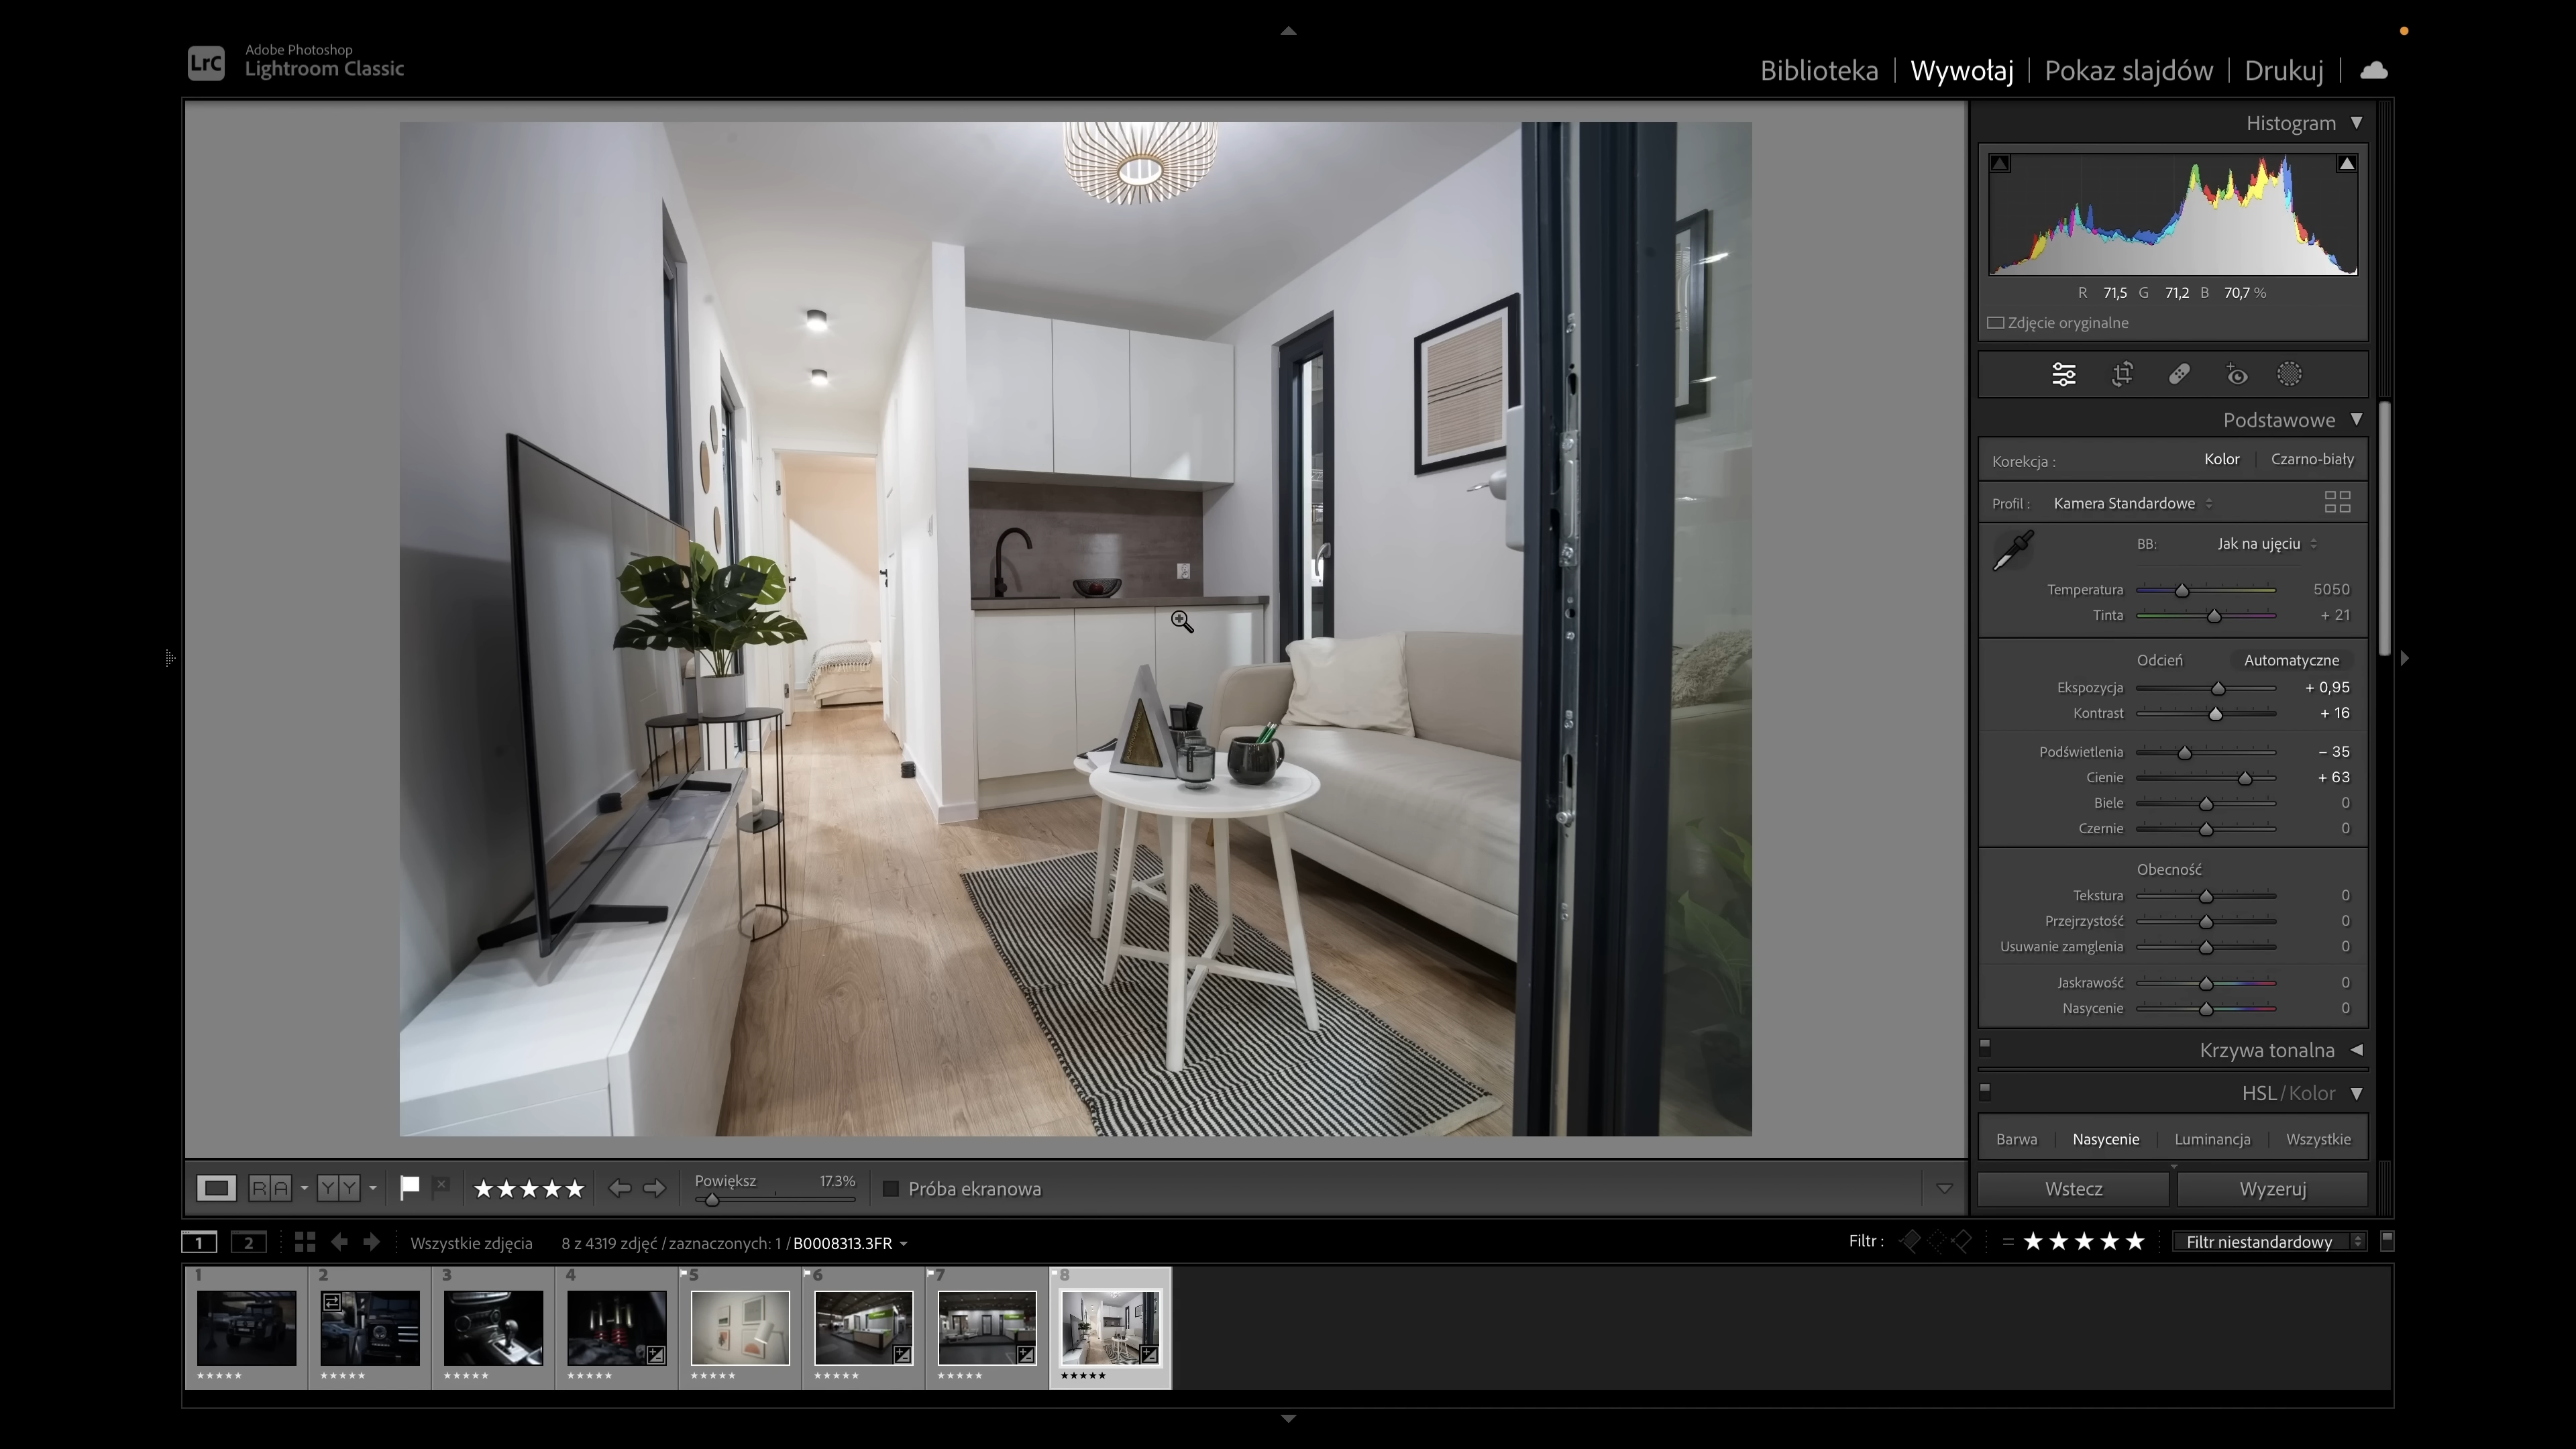 Adobe Photoshop
Lightroom Classic
LrC
Biblioteka | Wywołaj | Pokaz slajdów | Drukuj |
Histogram
R 71,5 G 71,2 B 70,7 %
Zdjęcie oryginalne
Podstawowe
Korekcja : Kolor Czarno-biały
Profil : Kamera Standardowe
BB: Jak na ujęciu
Temperatura 5050
Tinta + 21
Odcień Automatyczne
Ekspozycja + 0,95
Kontrast + 16
Podświetlenia − 35
Cienie + 63
Biele 0
Czernie 0
Obecność
Tekstura 0
Przejrzystość 0
Usuwanie zamglenia 0
Jaskrawość 0
Nasycenie 0
Krzywa tonalna
HSL / Kolor
Barwa Nasycenie Luminancja Wszystkie
Wstecz Wyzeruj
R A Y Y Powiększ 17.3% Próba ekranowa
1 2 Wszystkie zdjęcia 8 z 4319 zdjęć / zaznaczonych: 1 / B0008313.3FR Filtr : Filtr niestandardowy
1 2 3 4 5 6 7 8